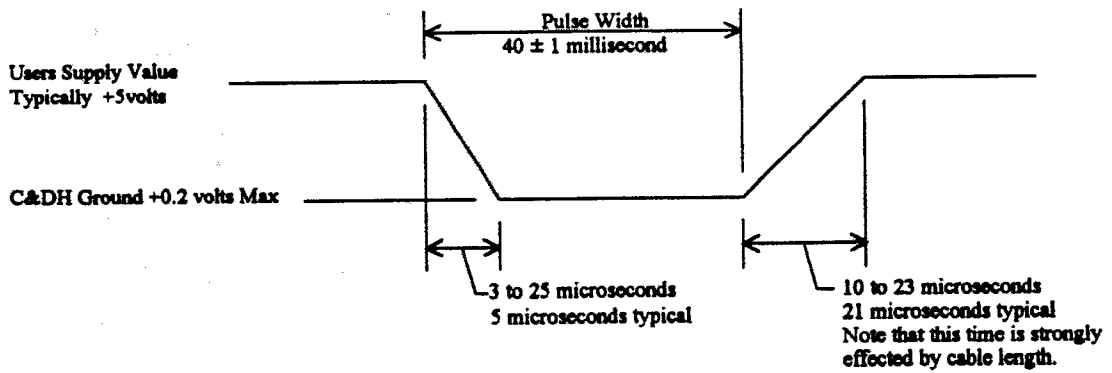 Pulse Width
40 ± 1 millisecond
Users Supply Value
Typically +5volts
C&DH Ground +0.2 volts Max
3 to 25 microseconds
5 microseconds typical
10 to 23 microseconds
21 microseconds typical
Note that this time is strongly
effected by cable length.